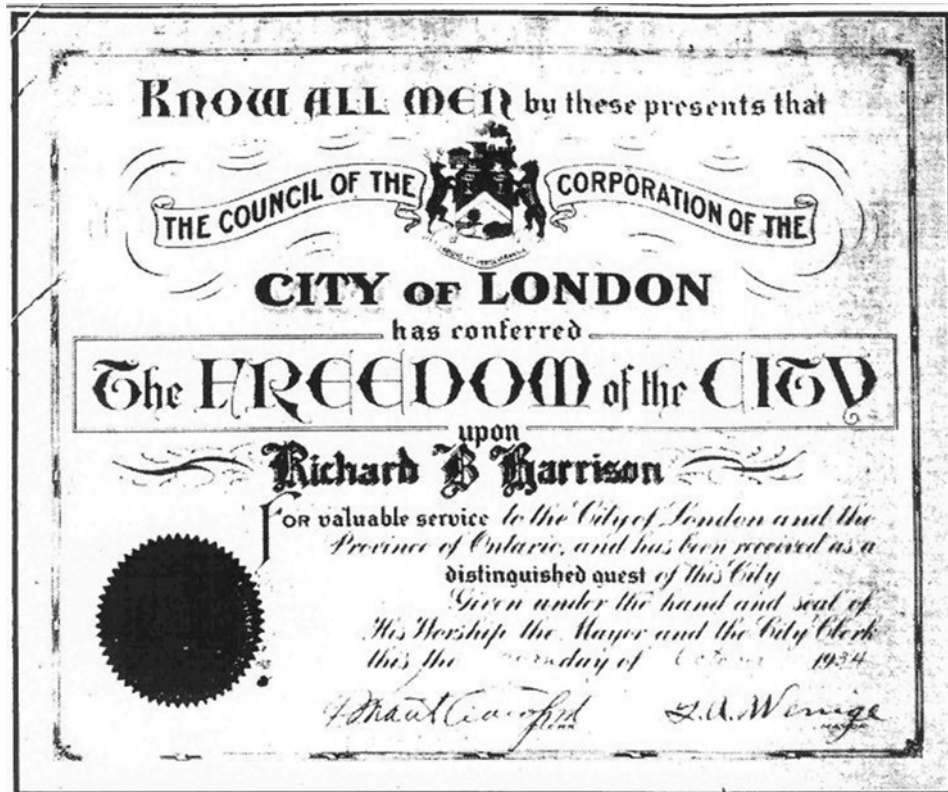 KNOW ALL MEN by these presents that
THE COUNCIL OF THE CORPORATION OF THE
CITY OF LONDON
has conferred
The FREEDOM of the CITY
upon
Richard B Harrison
FOR valuable service to the City of London and the
Province of Ontario, and has been received as a
distinguished guest of this City
Given under the hand and seal of
His Worship the Mayor and the City Clerk
this the day of October 1934
CLERK MAYOR